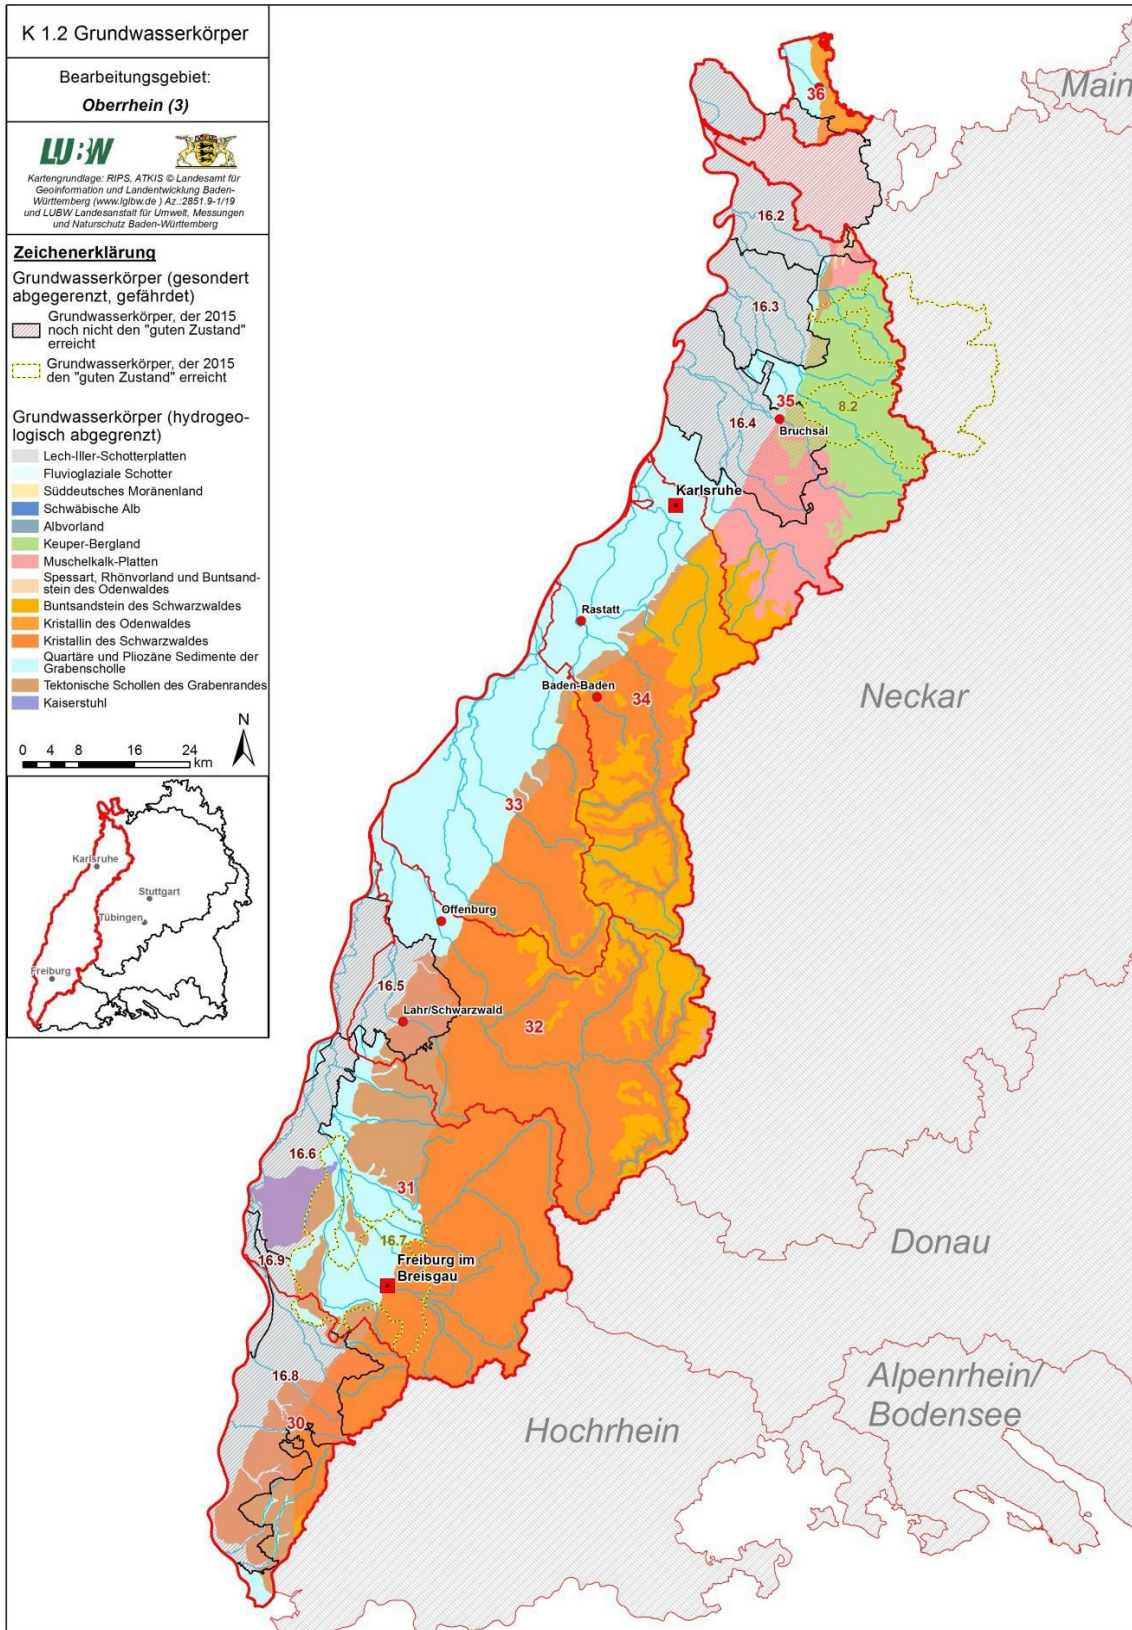 K 1.2 Grundwasserkörper
Bearbeitungsgebiet:
Oberrhein (3)
LUBW
Kartengrundlage: RIPS, ATKIS © Landesamt für
Geoinformation und Landentwicklung Baden-
Württemberg (www.lglbw.de ) Az.:2851.9-1/19
und LUBW Landesanstalt für Umwelt, Messungen
und Naturschutz Baden-Württemberg
Zeichenerklärung
Grundwasserkörper (gesondert
abgegerenzt, gefährdet)
Grundwasserkörper, der 2015
noch nicht den "guten Zustand"
erreicht
Grundwasserkörper, der 2015
den "guten Zustand" erreicht
Grundwasserkörper (hydrogeo-
logisch abgegrenzt)
Lech-Iller-Schotterplatten
Fluvioglaziale Schotter
Süddeutsches Moränenland
Schwäbische Alb
Albvorland
Keuper-Bergland
Muschelkalk-Platten
Spessart, Rhönvorland und Buntsand-
stein des Odenwaldes
Buntsandstein des Schwarzwaldes
Kristallin des Odenwaldes
Kristallin des Schwarzwaldes
Quartäre und Pliozäne Sedimente der
Grabenscholle
Tektonische Schollen des Grabenrandes
Kaiserstuhl
N
0 4 8 16 24
km
Karlsruhe
Stuttgart
Tübingen
Freiburg
Main
36
16.2
16.3
35
8.2
16.4
Bruchsal
Karlsruhe
Rastatt
Baden-Baden
34
Neckar
33
Offenburg
16.5
Lahr/Schwarzwald
32
16.6
31
16.7
Donau
16.9
Freiburg im
Breisgau
16.8
30
Hochrhein
Alpenrhein/
Bodensee